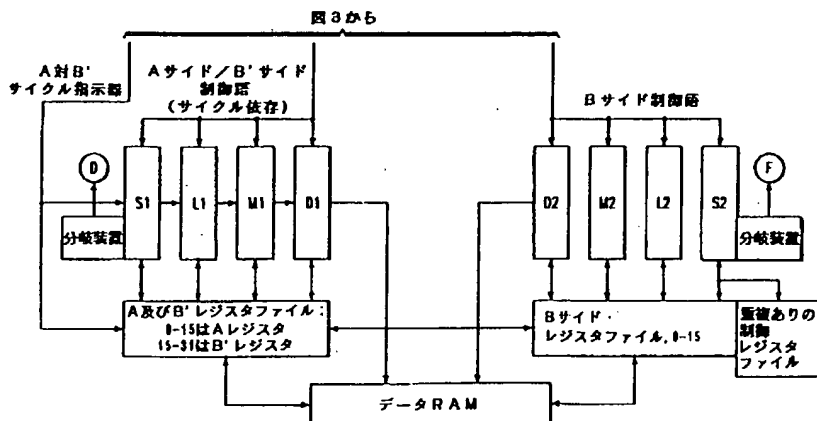 図3から
A対B'
サイクル指示器
Aサイド/B'サイド
制御語
(サイクル依存)
Bサイド制御語
D
S1
L1
M1
D1
D2
M2
L2
S2
F
分岐装置
分岐装置
A及びB'レジスタファイル:
0-15はAレジスタ
15-31はB'レジスタ
Bサイド・
レジスタファイル,0-15
重複ありの
制御
レジスタ
ファイル
データRAM